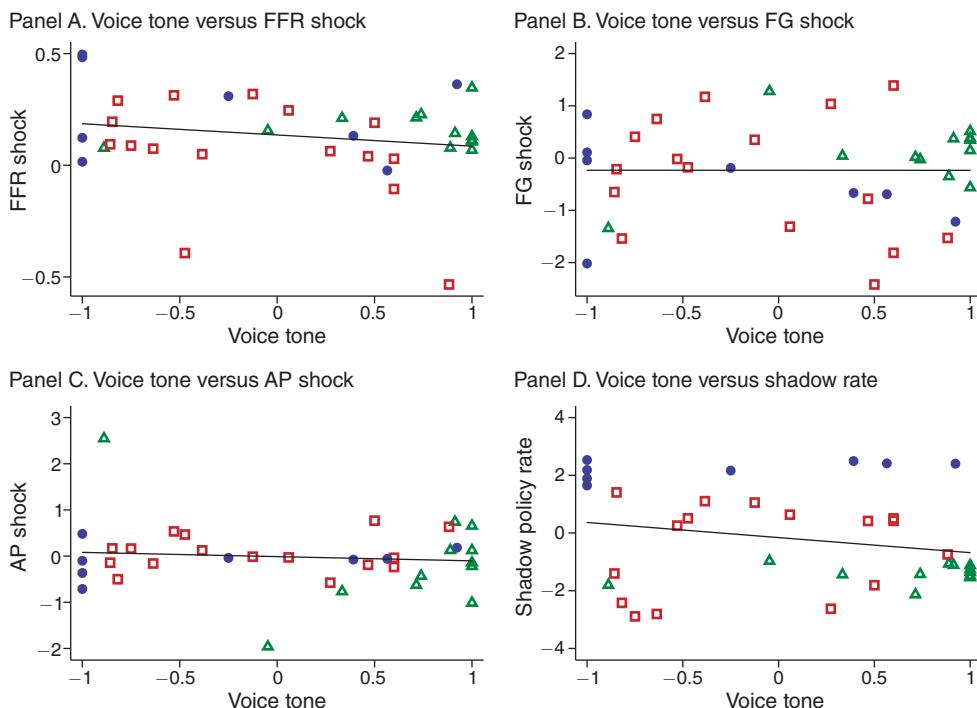 Panel A. Voice tone versus FFR shock
0.5
0
−0.5
FFR shock
−1 −0.5 0 0.5 1
Voice tone
Panel B. Voice tone versus FG shock
2
1
0
−1
−2
FG shock
−1 −0.5 0 0.5 1
Voice tone
Panel C. Voice tone versus AP shock
3
2
1
0
−1
−2
AP shock
−1 −0.5 0 0.5 1
Voice tone
Panel D. Voice tone versus shadow rate
4
2
0
−2
−4
Shadow policy rate
−1 −0.5 0 0.5 1
Voice tone